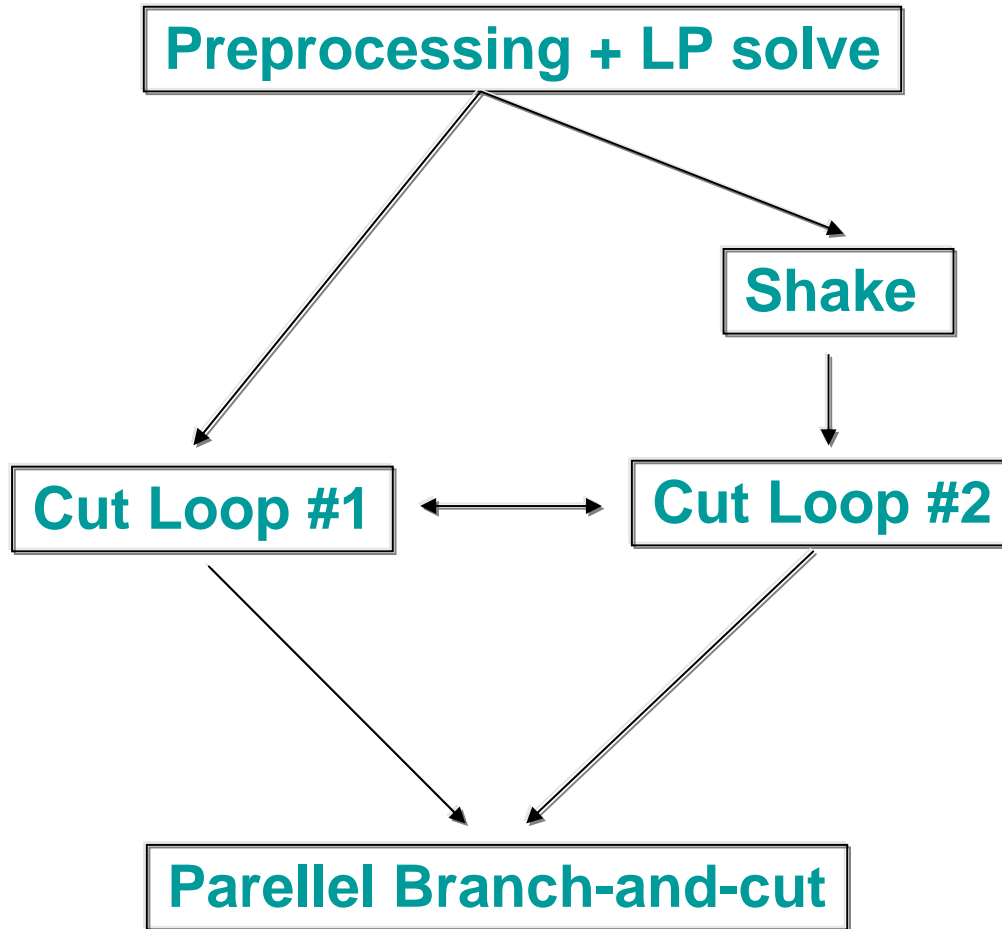 Preprocessing + LP solve
Shake
Cut Loop #1
Cut Loop #2
Parellel Branch-and-cut